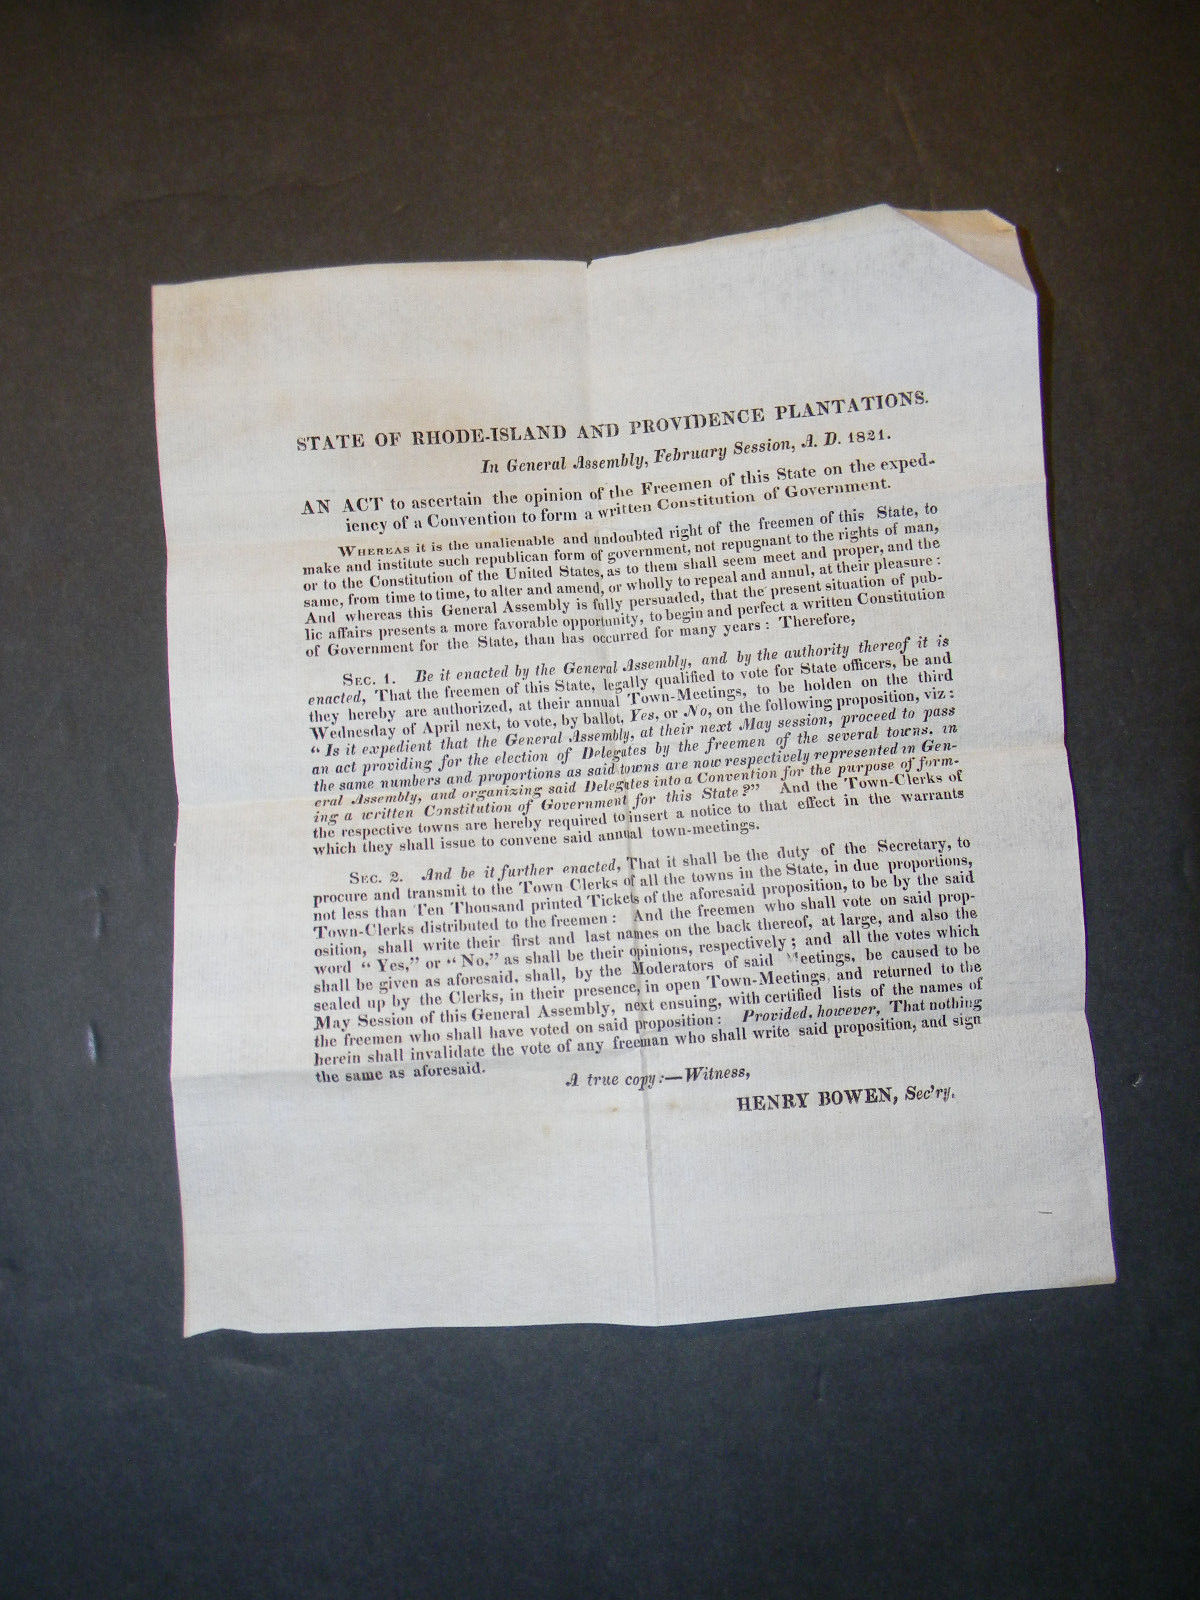 STATE OF RHODE-ISLAND AND PROVIDENCE PLANTATIONS.
In General Assembly, February Session, A. D. 1821.
AN ACT to ascertain the opinion of the Freemen of this State on the exped-
iency of a Convention to form a written Constitution of Government.
WHEREAS it is the unalienable and undoubted right of the freemen of this State, to
make and institute such republican form of government, not repugnant to the rights of man,
or to the Constitution of the United States, as to them shall seem meet and proper, and the
same, from time to time, to alter and amend, or wholly to repeal and annul, at their pleasure :
And whereas this General Assembly is fully persuaded, that the present situation of pub-
lic affairs presents a more favorable opportunity, to begin and perfect a written Constitution
of Government for the State, than has occurred for many years : Therefore,
SEC. 1. Be it enacted by the General Assembly, and by the authority thereof it is
enacted, That the freemen of this State, legally qualified to vote for State officers, be and
they hereby are authorized, at their annual Town-Meetings, to be holden on the third
Wednesday of April next, to vote, by ballot, Yes, or No, on the following proposition, viz :
“ Is it expedient that the General Assembly, at their next May session, proceed to pass
an act providing for the election of Delegates by the freemen of the several towns. in
the same numbers and proportions as said towns are now respectively represented in Gen-
eral Assembly, and organizing said Delegates into a Convention for the purpose of form-
ing a written Constitution of Government for this State ?” And the Town-Clerks of
the respective towns are hereby required to insert a notice to that effect in the warrants
which they shall issue to convene said annual town-meetings.
SEC. 2. And be it further enacted, That it shall be the duty of the Secretary, to
procure and transmit to the Town Clerks of all the towns in the State, in due proportions,
not less than Ten Thousand printed Tickets of the aforesaid proposition, to be by the said
Town-Clerks distributed to the freemen : And the freemen who shall vote on said prop-
osition, shall write their first and last names on the back thereof, at large, and also the
word “ Yes,” or “ No,” as shall be their opinions, respectively ; and all the votes which
shall be given as aforesaid, shall, by the Moderators of said Meetings, be caused to be
sealed up by the Clerks, in their presence, in open Town-Meetings, and returned to the
May Session of this General Assembly, next ensuing, with certified lists of the names of
the freemen who shall have voted on said proposition : Provided, however, That nothing
herein shall invalidate the vote of any freeman who shall write said proposition, and sign
the same as aforesaid.
A true copy :—Witness,
HENRY BOWEN, Sec’ry.